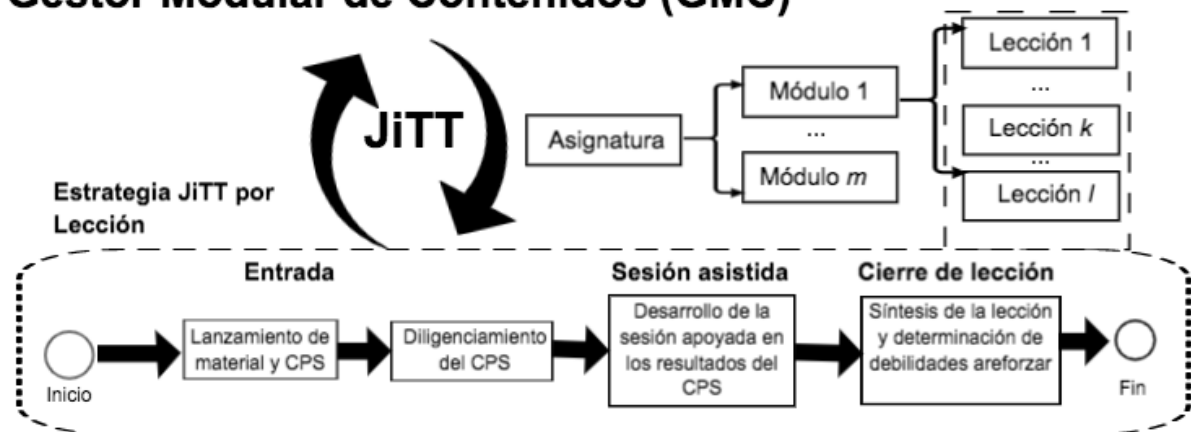 Gestor Modular de Contenidos (GMC)
JiTT
Asignatura
Módulo 1
...
Módulo m
Lección 1
...
Lección k
...
Lección l
Estrategia JiTT por
Lección
Entrada
Sesión asistida
Cierre de lección
Inicio
Lanzamiento de
material y CPS
Diligenciamiento
del CPS
Desarrollo de la
sesión apoyada en
los resultados del
CPS
Síntesis de la lección
y determinación de
debilidades areforzar
Fin